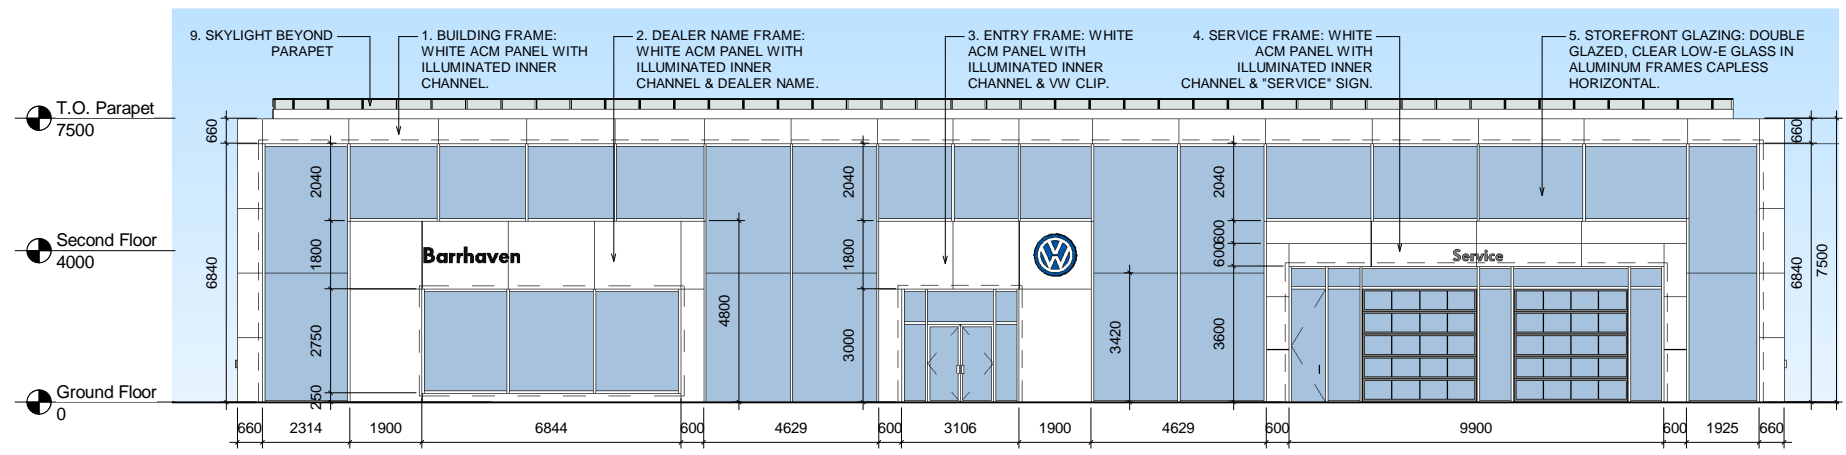 9. SKYLIGHT BEYOND
PARAPET
1. BUILDING FRAME:
WHITE ACM PANEL WITH
ILLUMINATED INNER
CHANNEL.
2. DEALER NAME FRAME:
WHITE ACM PANEL WITH
ILLUMINATED INNER
CHANNEL & DEALER NAME.
3. ENTRY FRAME: WHITE
ACM PANEL WITH
ILLUMINATED INNER
CHANNEL & VW CLIP.
4. SERVICE FRAME: WHITE
ACM PANEL WITH
ILLUMINATED INNER
CHANNEL & "SERVICE" SIGN.
5. STOREFRONT GLAZING: DOUBLE
GLAZED, CLEAR LOW-E GLASS IN
ALUMINUM FRAMES CAPLESS
HORIZONTAL.
T.O. Parapet
7500
Second Floor
4000
Ground Floor
0
660
6840
2040
1800
2750
250
4800
2040
1800
3000
3420
2040
600
600
3600
660
6840
7500
Barrhaven
VW
Service
660 2314 1900 6844 600 4629 600 3106 1900 4629 600 9900 600 1925 660